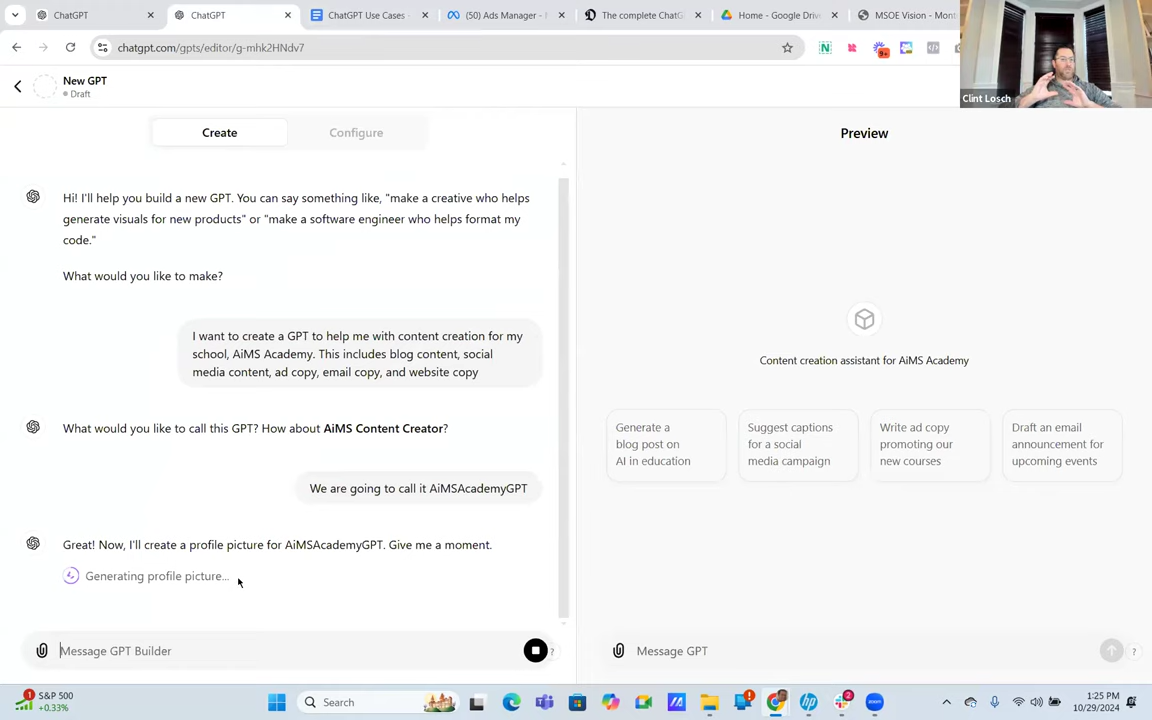 ChatGPT
ChatGPT
ChatGPT Use Cases -
(50) Ads Manager -
The complete ChatG
Home - Google Driv
MSOE Vision - Mont
chatgpt.com/gpts/editor/g-mhk2HNdv7
9+
Clint Losch
New GPT
Draft
Create
Configure
Preview
Hi! I'll help you build a new GPT. You can say something like, "make a creative who helps
generate visuals for new products" or "make a software engineer who helps format my
code."
What would you like to make?
I want to create a GPT to help me with content creation for my
school, AiMS Academy. This includes blog content, social
media content, ad copy, email copy, and website copy
What would you like to call this GPT? How about AiMS Content Creator?
We are going to call it AiMSAcademyGPT
Great! Now, I'll create a profile picture for AiMSAcademyGPT. Give me a moment.
Generating profile picture...
Message GPT Builder
?
Content creation assistant for AiMS Academy
Generate a
blog post on
AI in education
Suggest captions
for a social
media campaign
Write ad copy
promoting our
new courses
Draft an email
announcement for
upcoming events
Message GPT
?
1
S&P 500
+0.33%
Search
2
zoom
1:25 PM
10/29/2024